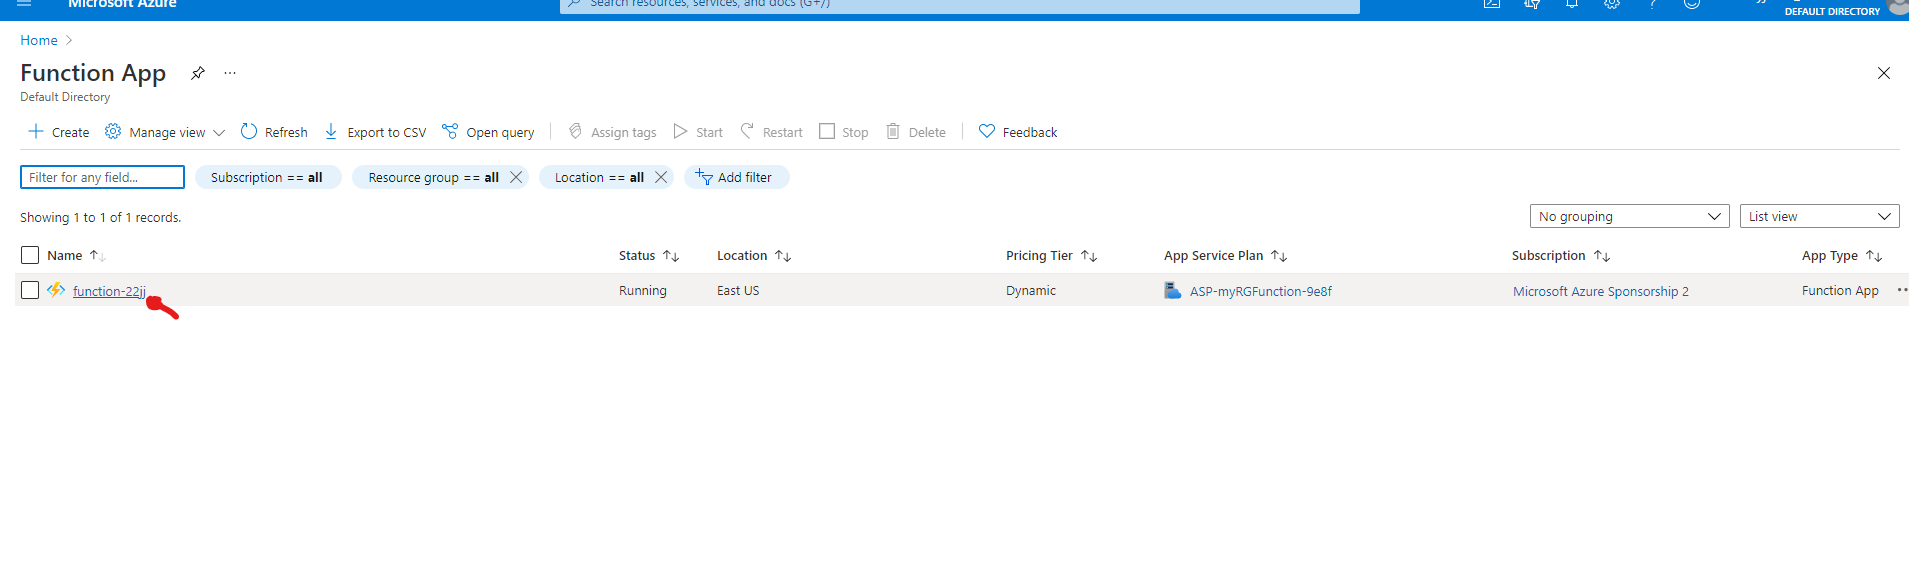 Microsoft Azure
Search resources, services, and docs (G+/)
DEFAULT DIRECTORY
Home
Function App
Default Directory
Create Manage view Refresh Export to CSV Open query Assign tags Start Restart Stop Delete Feedback
Filter for any field... Subscription == all Resource group == all Location == all Add filter
Showing 1 to 1 of 1 records. No grouping List view
Name Status Location Pricing Tier App Service Plan Subscription App Type
function-22jj Running East US Dynamic ASP-myRGFunction-9e8f Microsoft Azure Sponsorship 2 Function App